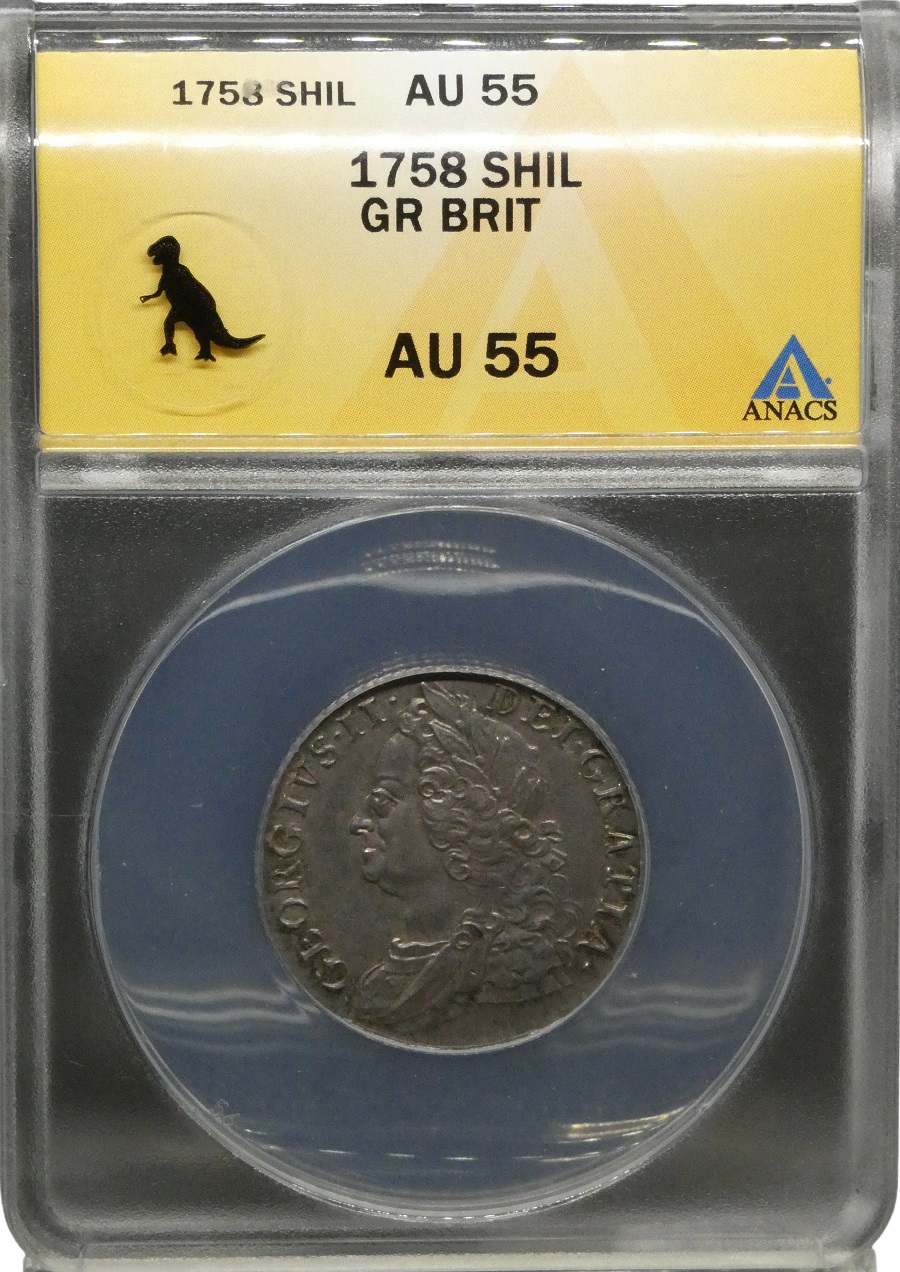 1758 SHIL AU 55
1758 SHIL
GR BRIT
AU 55
ANACS
GEORGIVS·II· DEI·GRATIA·